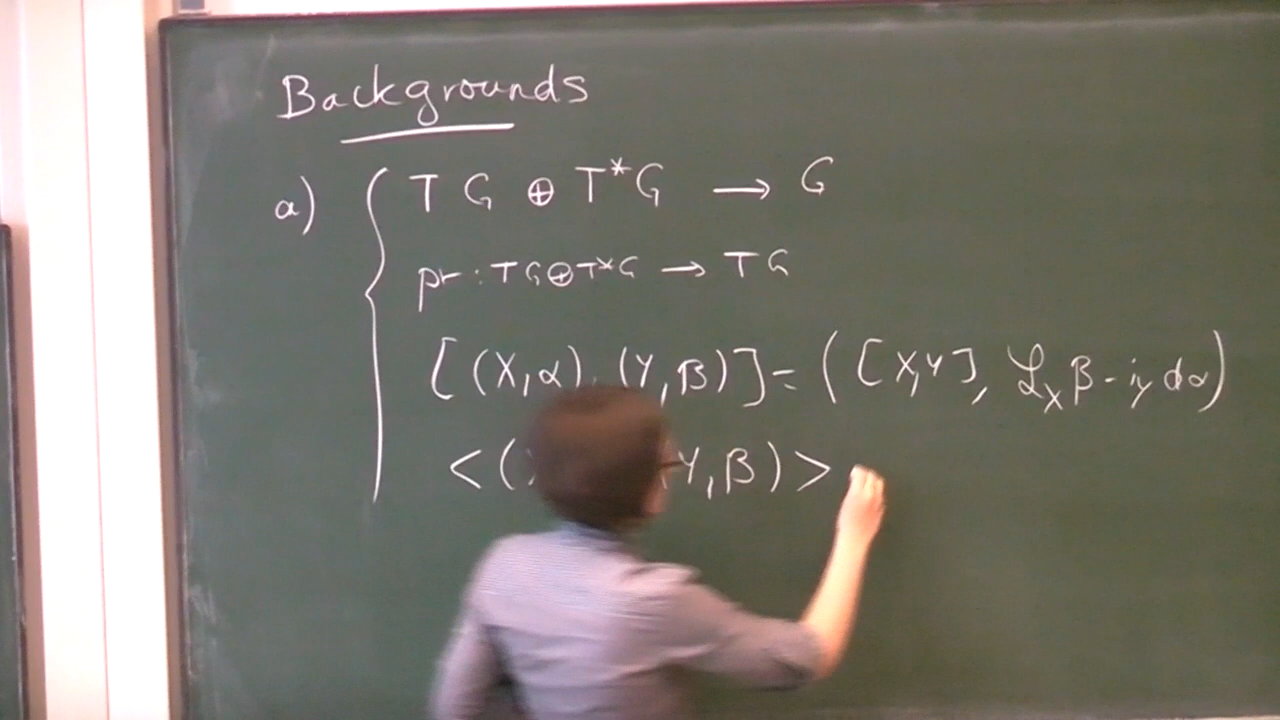 Backgrounds
a) { TG ⊕ T*G → G
pr : TG⊕T*G → TG
[(X,α), (Y,β)] = ([X,Y], ℒ_X β - i_Y dα)
<( Y,β)>